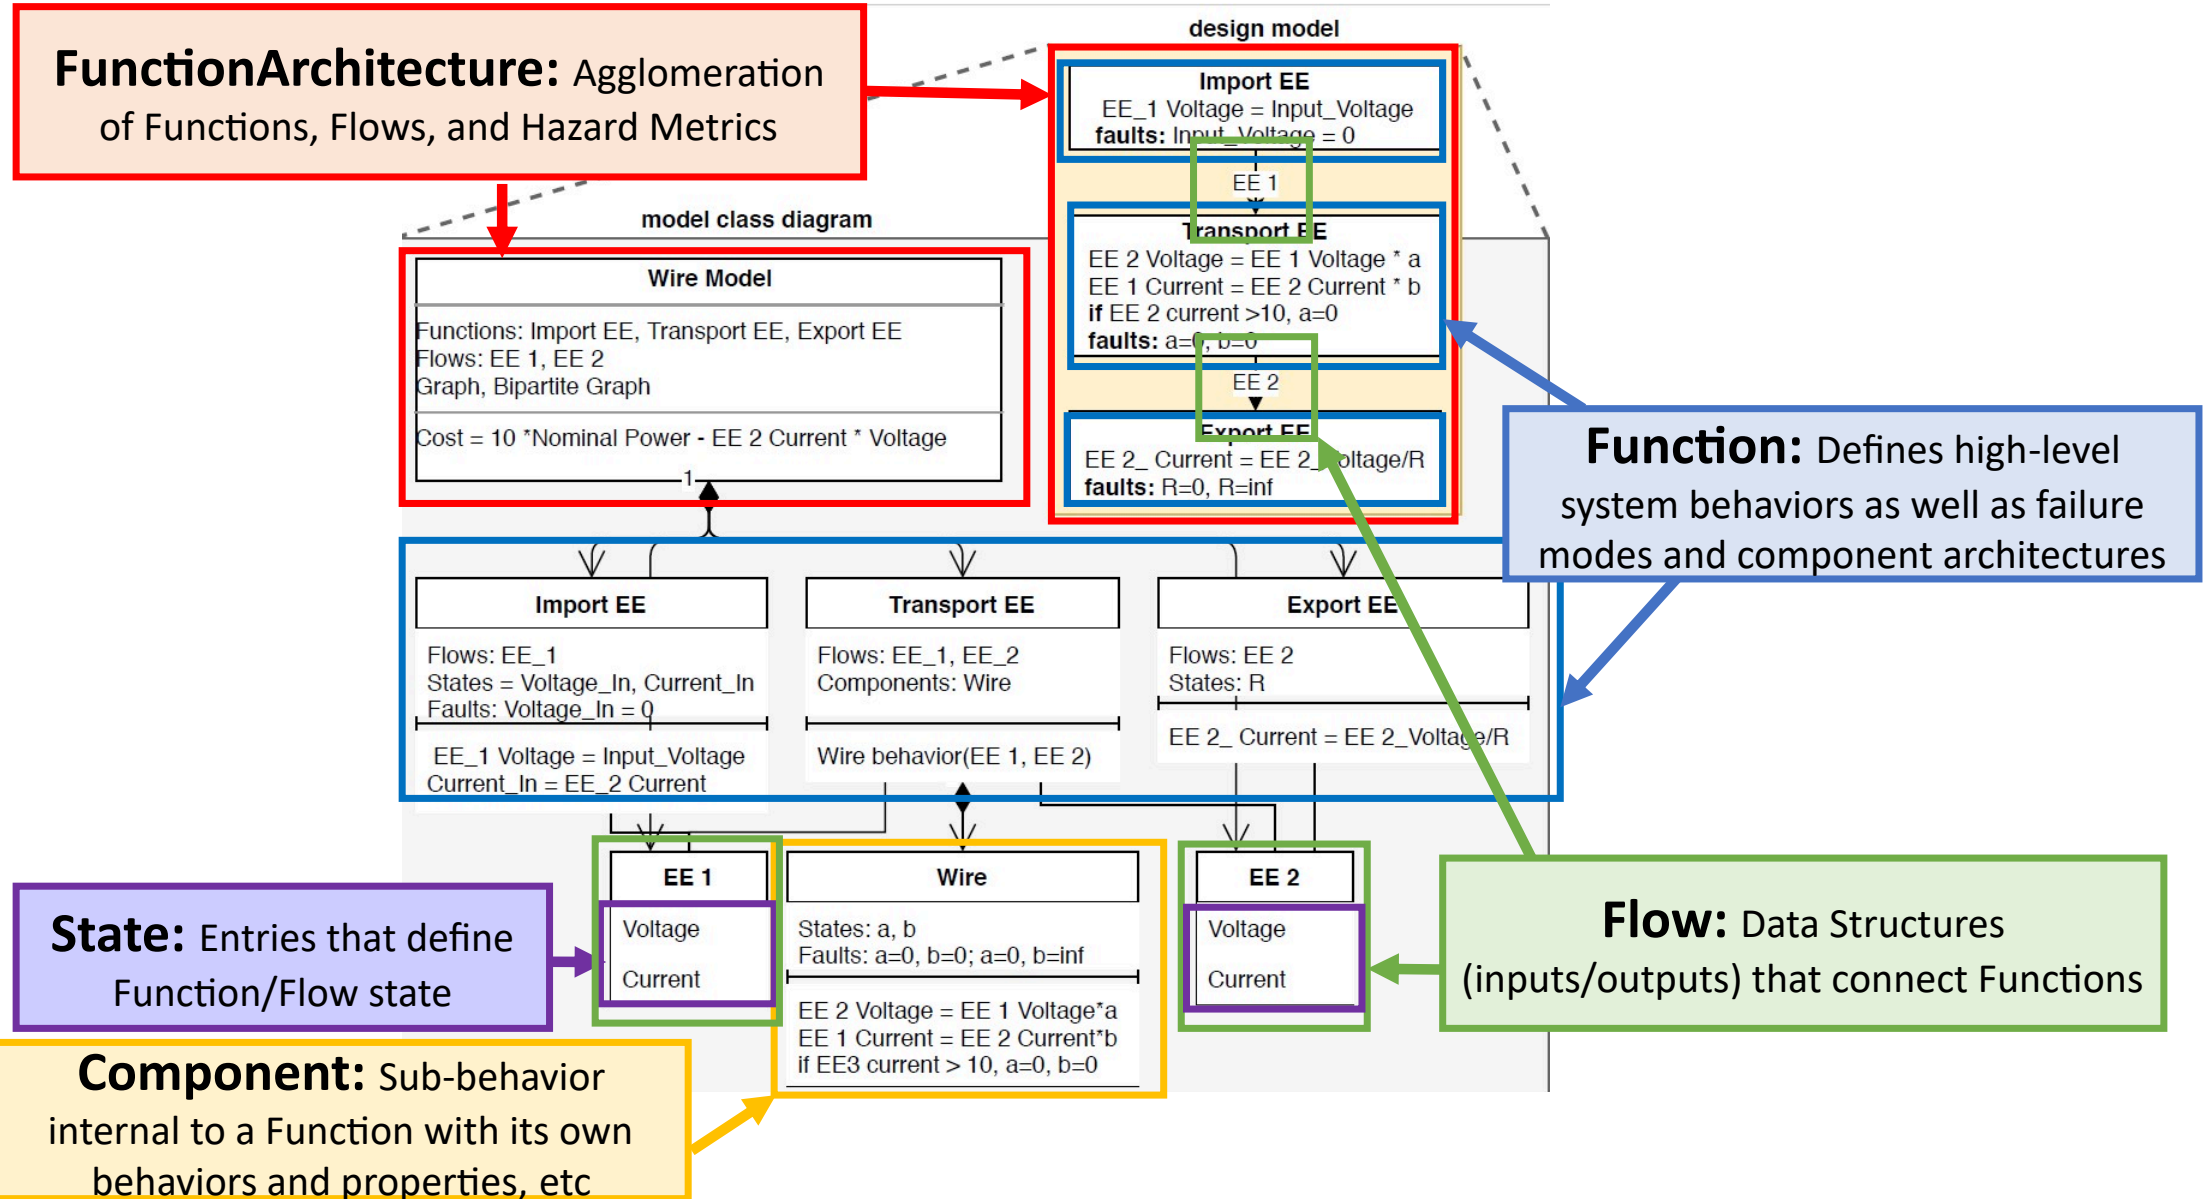 FunctionArchitecture: Agglomeration
of Functions, Flows, and Hazard Metrics
design model
Import EE
EE_1 Voltage = Input_Voltage
faults: Input_Voltage = 0
EE 1
Transport EE
EE 2 Voltage = EE 1 Voltage * a
EE 1 Current = EE 2 Current * b
if EE 2 current >10, a=0
faults: a=0, b=0
EE 2
Export EE
EE 2_ Current = EE 2_Voltage/R
faults: R=0, R=inf
model class diagram
Wire Model
Functions: Import EE, Transport EE, Export EE
Flows: EE 1, EE 2
Graph, Bipartite Graph
Cost = 10 *Nominal Power - EE 2 Current * Voltage
1
Function: Defines high-level
system behaviors as well as failure
modes and component architectures
Import EE
Flows: EE_1
States = Voltage_In, Current_In
Faults: Voltage_In = 0
EE_1 Voltage = Input_Voltage
Current_In = EE_2 Current
Transport EE
Flows: EE_1, EE_2
Components: Wire
Wire behavior(EE 1, EE 2)
Export EE
Flows: EE 2
States: R
EE 2_ Current = EE 2_Voltage/R
EE 1
Voltage
Current
Wire
States: a, b
Faults: a=0, b=0; a=0, b=inf
EE 2 Voltage = EE 1 Voltage*a
EE 1 Current = EE 2 Current*b
if EE3 current > 10, a=0, b=0
EE 2
Voltage
Current
State: Entries that define
Function/Flow state
Flow: Data Structures
(inputs/outputs) that connect Functions
Component: Sub-behavior
internal to a Function with its own
behaviors and properties, etc